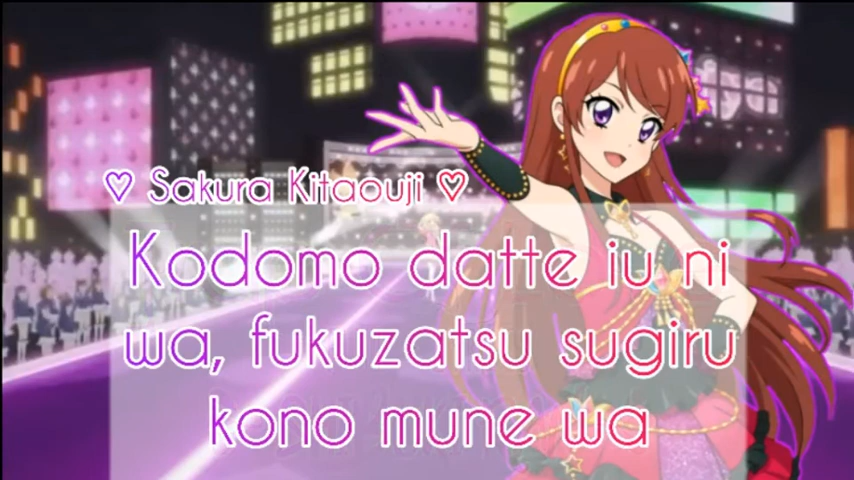 ♡ Sakura Kitaouji ♡
Kodomo datte iu ni
wa, fukuzatsu sugiru
kono mune wa